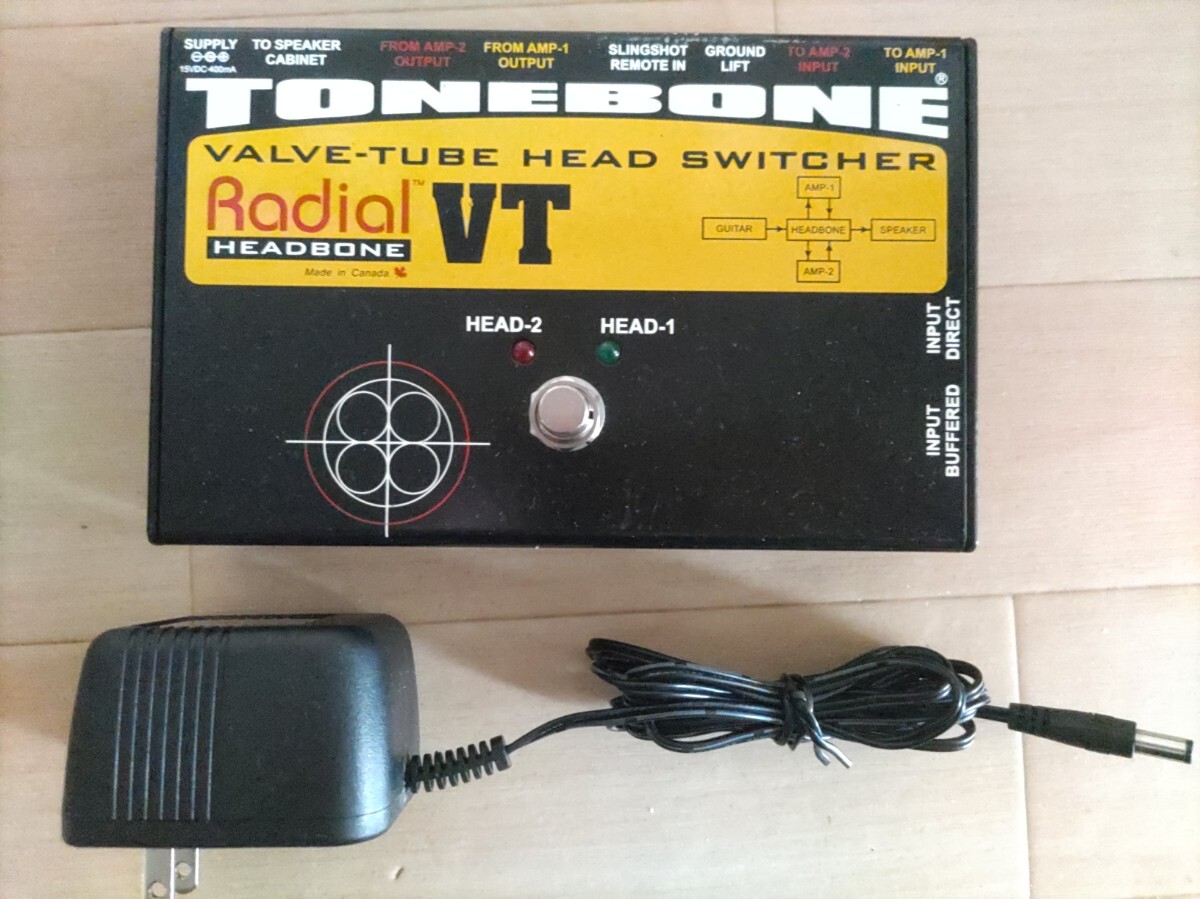 SUPPLY
15VDC-400mA
TO SPEAKER
CABINET
FROM AMP-2
OUTPUT
FROM AMP-1
OUTPUT
SLINGSHOT
REMOTE IN
GROUND
LIFT
TO AMP-2
INPUT
TO AMP-1
INPUT
TONEBONE®
VALVE-TUBE HEAD SWITCHER
Radial™ VT
HEADBONE
Made in Canada
AMP-1
GUITAR
HEADBONE
SPEAKER
AMP-2
HEAD-2
HEAD-1
INPUT
DIRECT
INPUT
BUFFERED